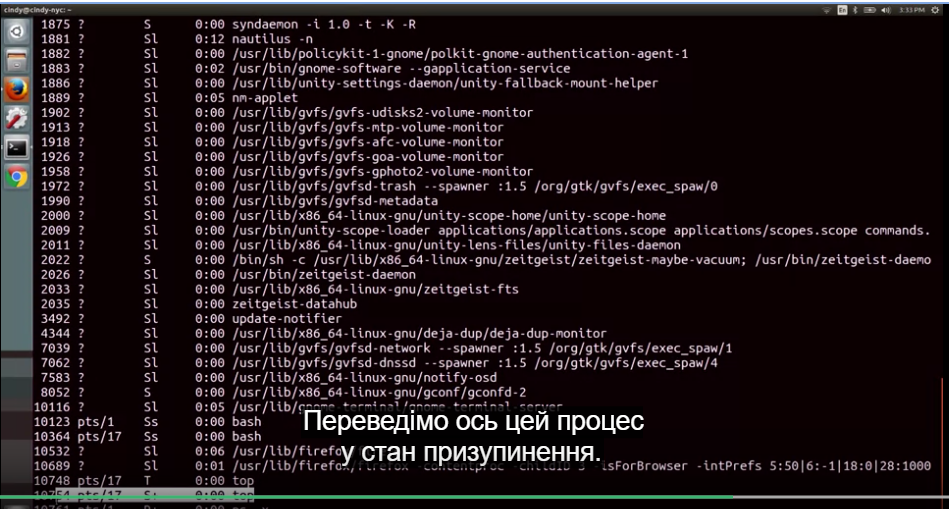 cindy@cindy-nyc: ~
En 3:33 PM
1875 ? S 0:00 syndaemon -i 1.0 -t -K -R
1881 ? Sl 0:12 nautilus -n
1882 ? Sl 0:00 /usr/lib/policykit-1-gnome/polkit-gnome-authentication-agent-1
1883 ? Sl 0:02 /usr/bin/gnome-software --gapplication-service
1886 ? Sl 0:00 /usr/lib/unity-settings-daemon/unity-fallback-mount-helper
1889 ? Sl 0:05 nm-applet
1902 ? Sl 0:00 /usr/lib/gvfs/gvfs-udisks2-volume-monitor
1913 ? Sl 0:00 /usr/lib/gvfs/gvfs-mtp-volume-monitor
1918 ? Sl 0:00 /usr/lib/gvfs/gvfs-afc-volume-monitor
1926 ? Sl 0:00 /usr/lib/gvfs/gvfs-goa-volume-monitor
1958 ? Sl 0:00 /usr/lib/gvfs/gvfs-gphoto2-volume-monitor
1972 ? Sl 0:00 /usr/lib/gvfs/gvfsd-trash --spawner :1.5 /org/gtk/gvfs/exec_spaw/0
1990 ? Sl 0:00 /usr/lib/gvfs/gvfsd-metadata
2000 ? Sl 0:00 /usr/lib/x86_64-linux-gnu/unity-scope-home/unity-scope-home
2009 ? Sl 0:00 /usr/bin/unity-scope-loader applications/applications.scope applications/scopes.scope commands.
2011 ? Sl 0:00 /usr/lib/x86_64-linux-gnu/unity-lens-files/unity-files-daemon
2022 ? S 0:00 /bin/sh -c /usr/lib/x86_64-linux-gnu/zeitgeist/zeitgeist-maybe-vacuum; /usr/bin/zeitgeist-daemo
2026 ? Sl 0:00 /usr/bin/zeitgeist-daemon
2033 ? Sl 0:00 /usr/lib/x86_64-linux-gnu/zeitgeist-fts
2035 ? Sl 0:00 zeitgeist-datahub
3492 ? Sl 0:00 update-notifier
4344 ? Sl 0:00 /usr/lib/x86_64-linux-gnu/deja-dup/deja-dup-monitor
7039 ? Sl 0:00 /usr/lib/gvfs/gvfsd-network --spawner :1.5 /org/gtk/gvfs/exec_spaw/1
7062 ? Sl 0:00 /usr/lib/gvfs/gvfsd-dnssd --spawner :1.5 /org/gtk/gvfs/exec_spaw/4
7583 ? Sl 0:00 /usr/lib/x86_64-linux-gnu/notify-osd
8052 ? S 0:00 /usr/lib/x86_64-linux-gnu/gconf/gconfd-2
10116 ? Sl 0:05 /usr/lib/gnome-terminal/gnome-terminal-server
10123 pts/1 Ss 0:00 bash
10364 pts/17 Ss 0:00 bash
Переведімо ось цей процес
у стан призупинення.
10532 ? Sl 0:06
10689 ? Sl 0:01 /usr/lib/firefox/firefox -contentproc -childID 3 -isForBrowser -intPrefs 5:50|6:-1|18:0|28:1000
10748 pts/17 T 0:00 top
10754 pts/17 S+ 0:00 top